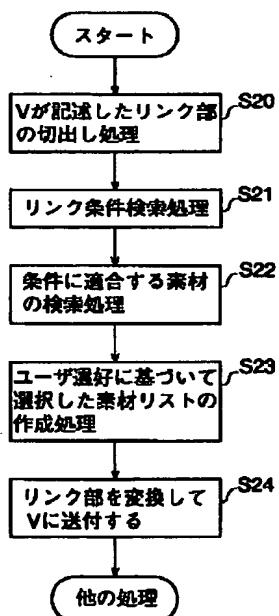 スタート
S20
Vが記述したリンク部
の切出し処理
S21
リンク条件検索処理
S22
条件に適合する素材
の検索処理
S23
ユーザ選好に基づいて
選択した素材リストの
作成処理
S24
リンク部を変換して
Vに送付する
他の処理